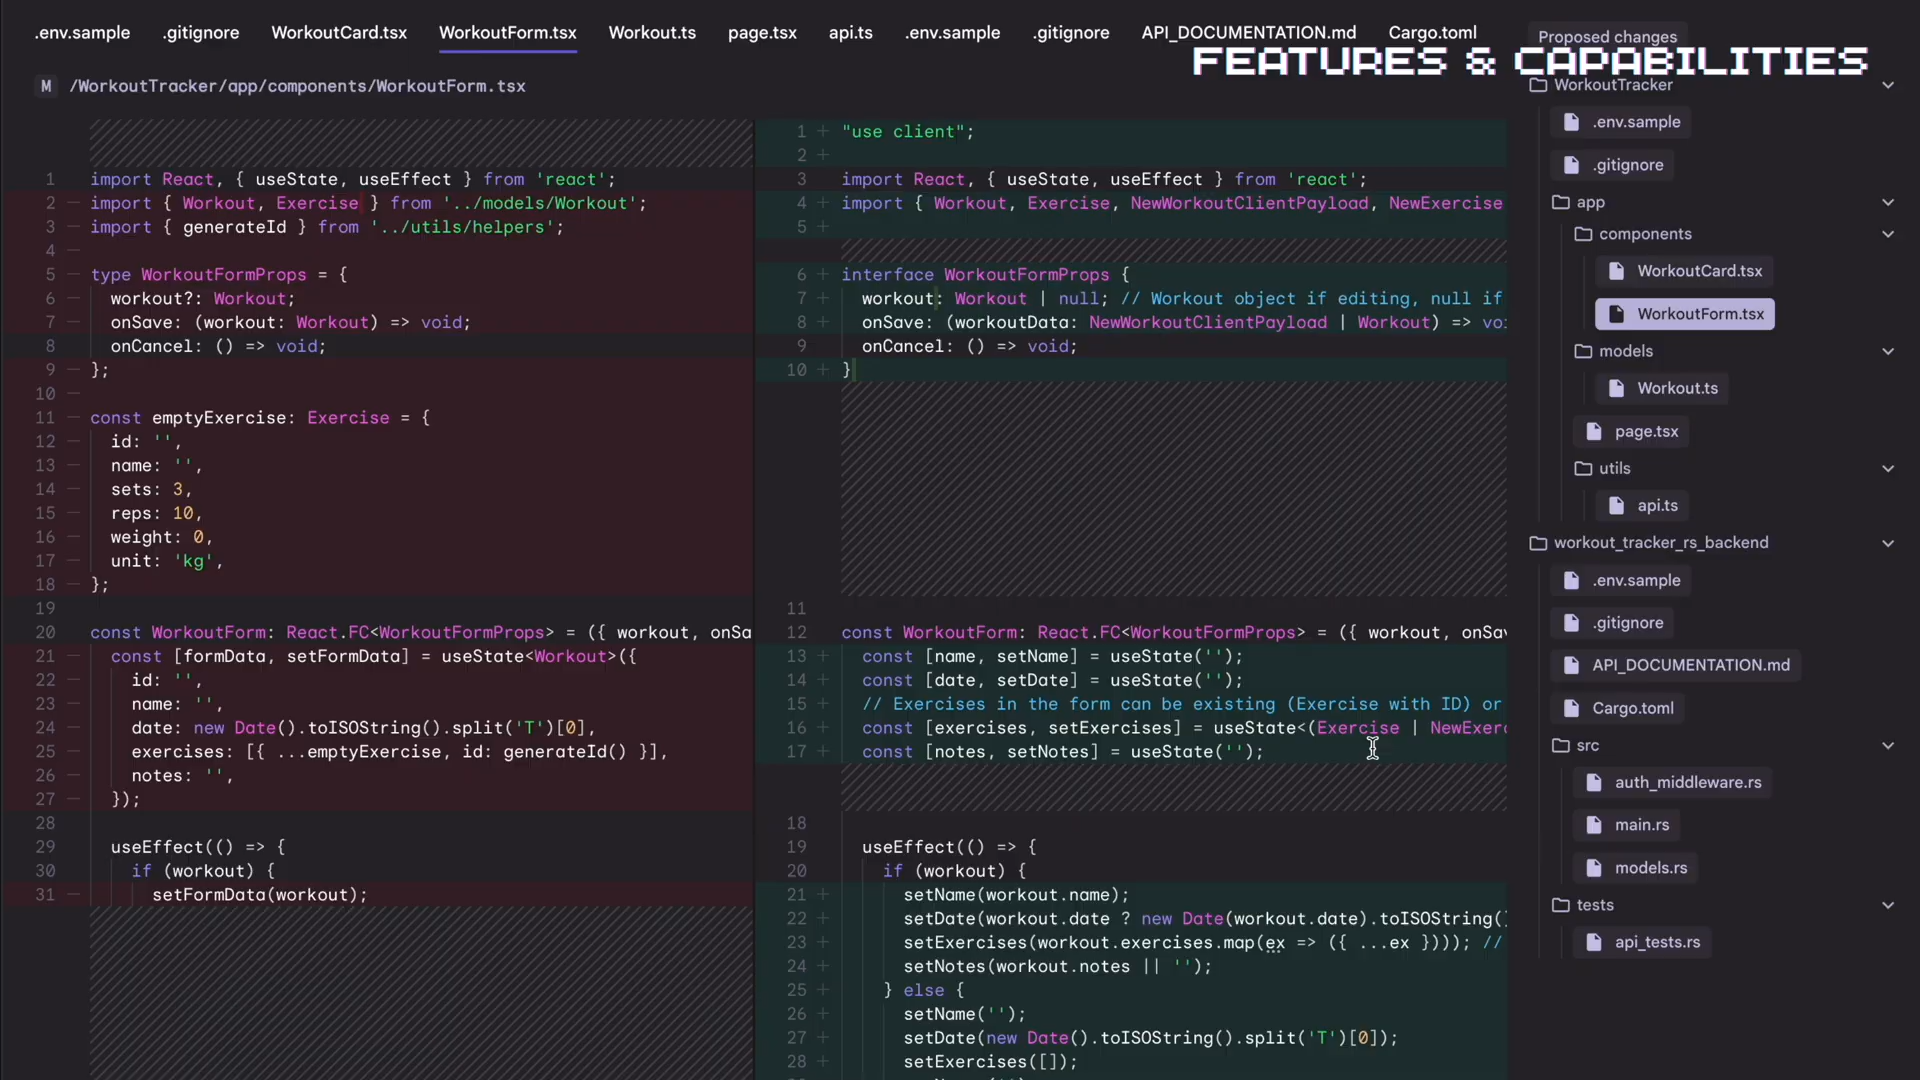 .env.sample .gitignore WorkoutCard.tsx WorkoutForm.tsx Workout.ts page.tsx api.ts .env.sample .gitignore API_DOCUMENTATION.md Cargo.toml
Proposed changes
FEATURES & CAPABILITIES
M /WorkoutTracker/app/components/WorkoutForm.tsx
1 import React, { useState, useEffect } from 'react';
2 — import { Workout, Exercise } from '../models/Workout';
3 — import { generateId } from '../utils/helpers';
4 —
5 — type WorkoutFormProps = {
6 — workout?: Workout;
7 — onSave: (workout: Workout) => void;
8 onCancel: () => void;
9 — };
10 —
11 — const emptyExercise: Exercise = {
12 — id: '',
13 — name: '',
14 — sets: 3,
15 — reps: 10,
16 — weight: 0,
17 — unit: 'kg',
18 — };
19
20 const WorkoutForm: React.FC<WorkoutFormProps> = ({ workout, onSa
21 — const [formData, setFormData] = useState<Workout>({
22 — id: '',
23 — name: '',
24 — date: new Date().toISOString().split('T')[0],
25 — exercises: [{ ...emptyExercise, id: generateId() }],
26 — notes: '',
27 — });
28
29 useEffect(() => {
30 if (workout) {
31 — setFormData(workout);
1 + "use client";
2 +
3 import React, { useState, useEffect } from 'react';
4 + import { Workout, Exercise, NewWorkoutClientPayload, NewExercise
5 +
6 + interface WorkoutFormProps {
7 + workout: Workout | null; // Workout object if editing, null if
8 + onSave: (workoutData: NewWorkoutClientPayload | Workout) => voi
9 onCancel: () => void;
10 + }
11
12 const WorkoutForm: React.FC<WorkoutFormProps> = ({ workout, onSav
13 + const [name, setName] = useState('');
14 + const [date, setDate] = useState('');
15 + // Exercises in the form can be existing (Exercise with ID) or
16 + const [exercises, setExercises] = useState<(Exercise | NewExerc
17 + const [notes, setNotes] = useState('');
18
19 useEffect(() => {
20 if (workout) {
21 + setName(workout.name);
22 + setDate(workout.date ? new Date(workout.date).toISOString()
23 + setExercises(workout.exercises.map(ex => ({ ...ex }))); //
24 + setNotes(workout.notes || '');
25 + } else {
26 + setName('');
27 + setDate(new Date().toISOString().split('T')[0]);
28 + setExercises([]);
WorkoutTracker
.env.sample
.gitignore
app
components
WorkoutCard.tsx
WorkoutForm.tsx
models
Workout.ts
page.tsx
utils
api.ts
workout_tracker_rs_backend
.env.sample
.gitignore
API_DOCUMENTATION.md
Cargo.toml
src
auth_middleware.rs
main.rs
models.rs
tests
api_tests.rs